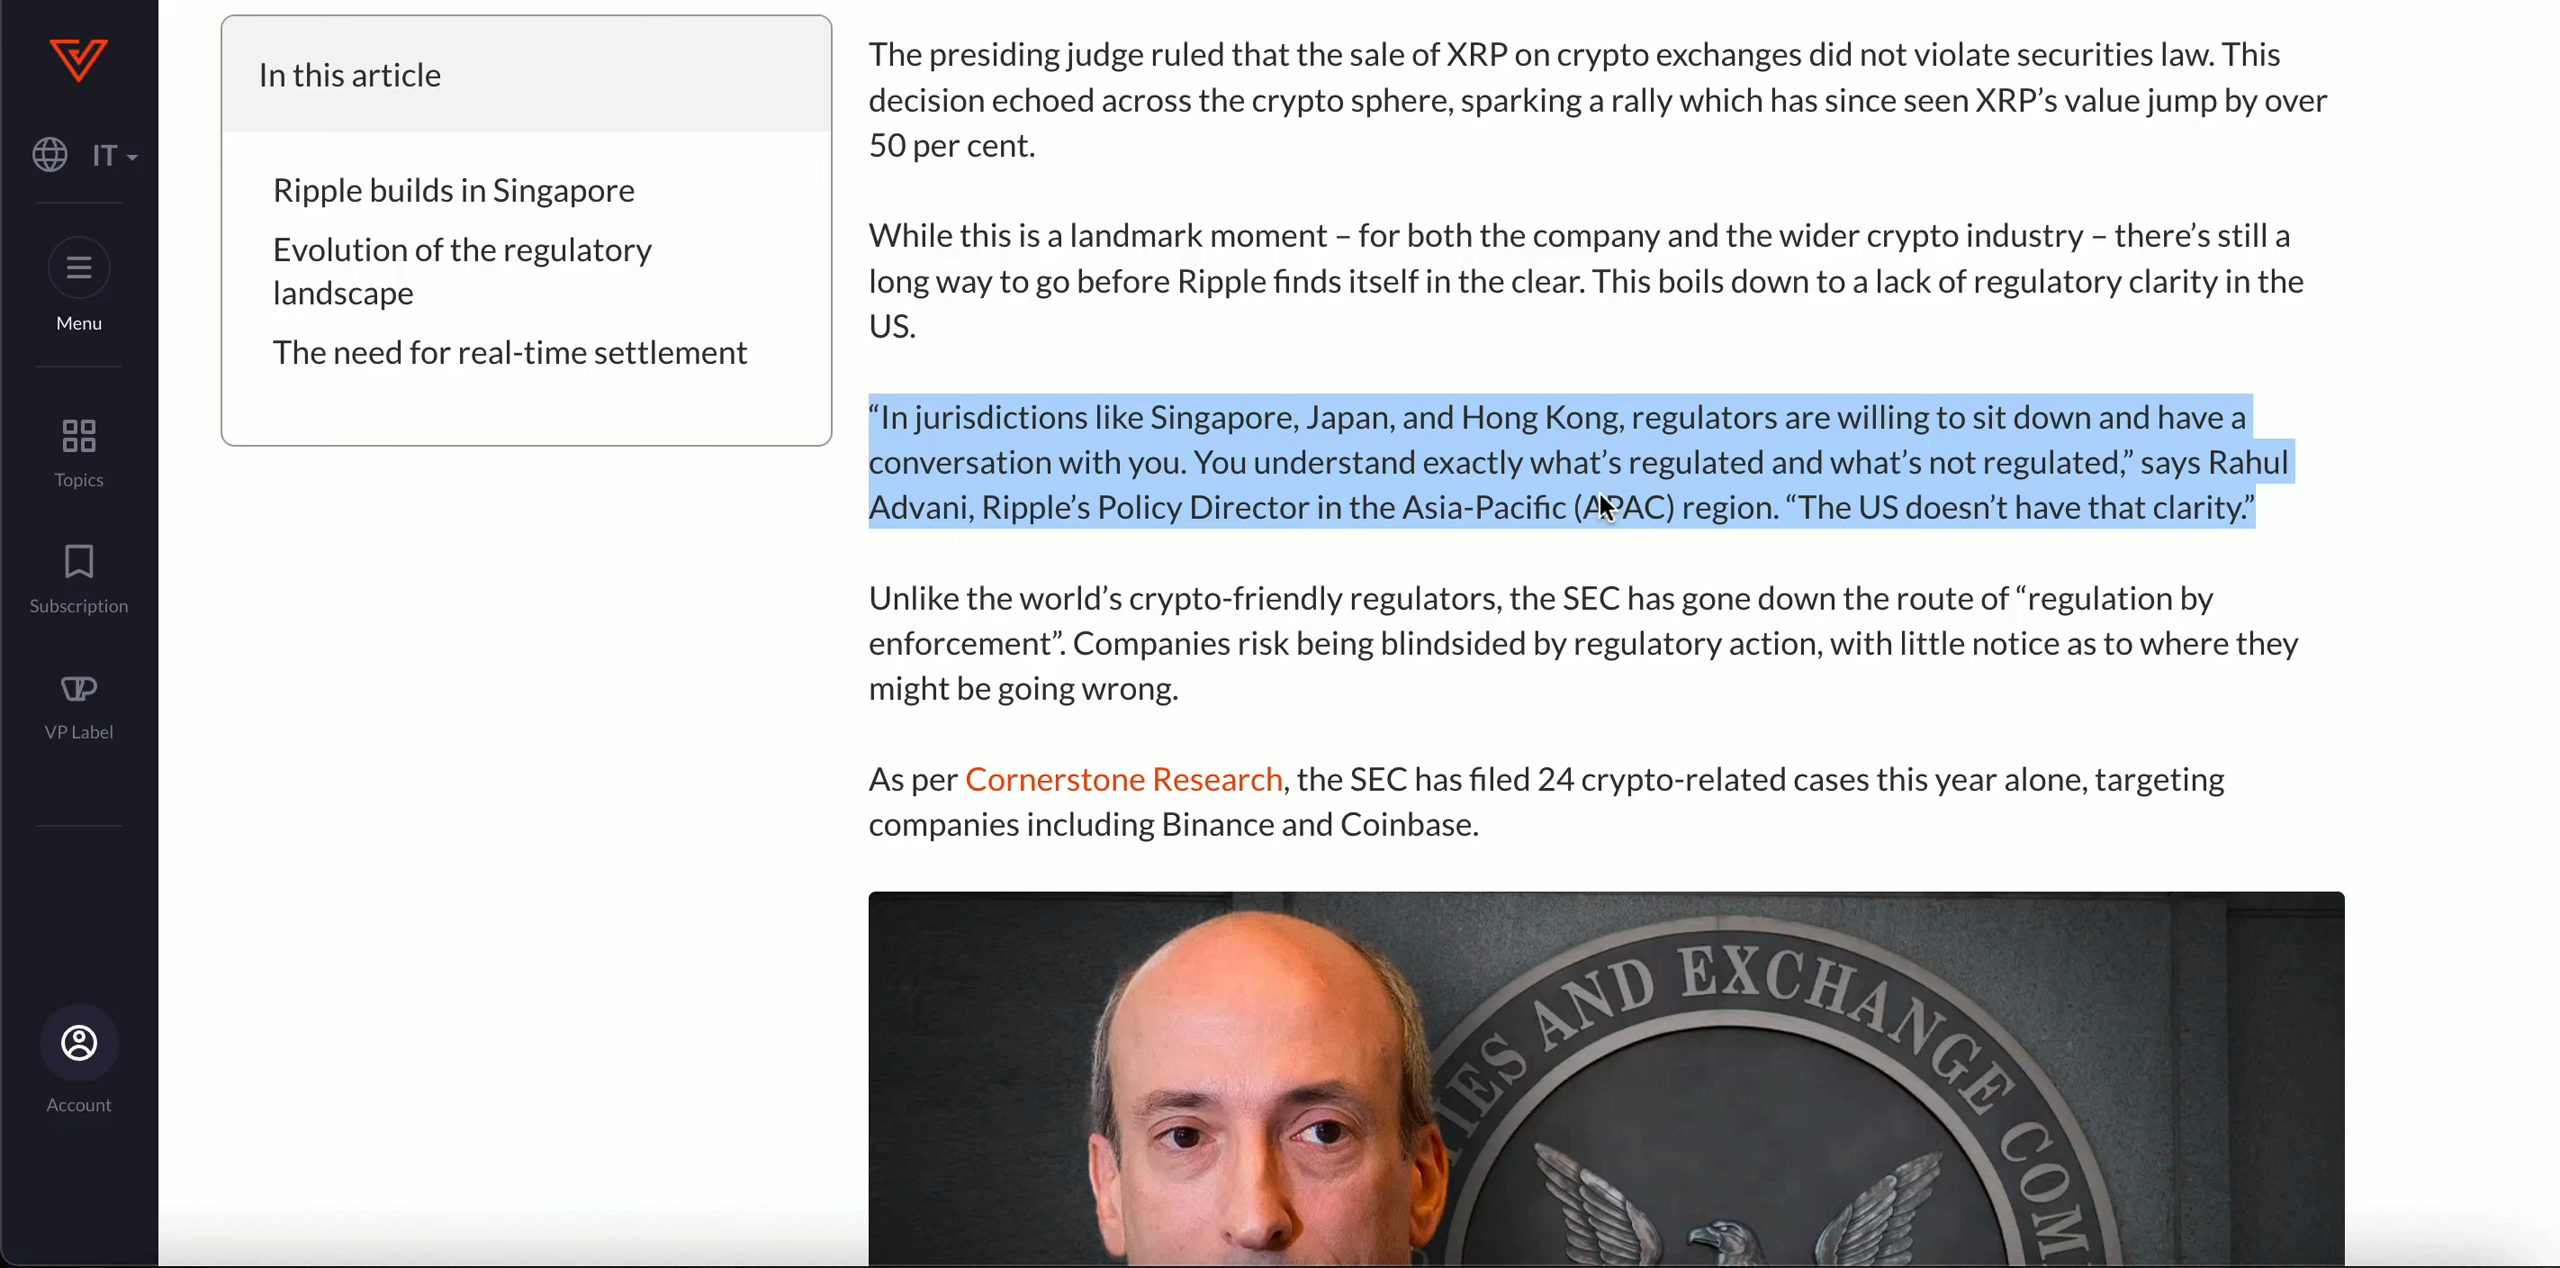 In this article
Ripple builds in Singapore
Evolution of the regulatory
landscape
The need for real-time settlement
IT
Menu
Topics
Subscription
VP Label
Account
The presiding judge ruled that the sale of XRP on crypto exchanges did not violate securities law. This
decision echoed across the crypto sphere, sparking a rally which has since seen XRP’s value jump by over
50 per cent.
While this is a landmark moment – for both the company and the wider crypto industry – there’s still a
long way to go before Ripple finds itself in the clear. This boils down to a lack of regulatory clarity in the
US.
“In jurisdictions like Singapore, Japan, and Hong Kong, regulators are willing to sit down and have a
conversation with you. You understand exactly what’s regulated and what’s not regulated,” says Rahul
Advani, Ripple’s Policy Director in the Asia-Pacific (APAC) region. “The US doesn’t have that clarity.”
Unlike the world’s crypto-friendly regulators, the SEC has gone down the route of “regulation by
enforcement”. Companies risk being blindsided by regulatory action, with little notice as to where they
might be going wrong.
As per Cornerstone Research, the SEC has filed 24 crypto-related cases this year alone, targeting
companies including Binance and Coinbase.
IES AND EXCHANGE COM